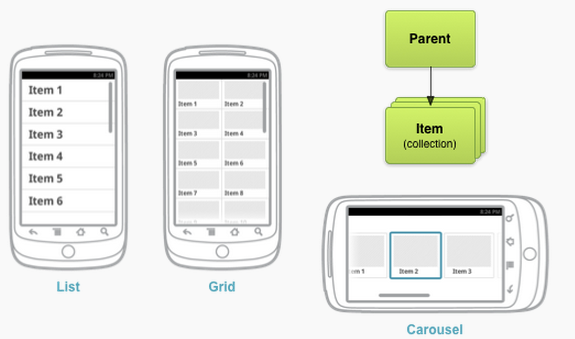 8:24 PM
Item 1
Item 2
Item 3
Item 4
Item 5
Item 6
List
8:24 PM
Item 1 Item 2
Item 3 Item 4
Item 5 Item 6
Item 7 Item 8
Grid
Parent
Item
(collection)
8:24 PM
m 1 Item 2 Item 3
Carousel